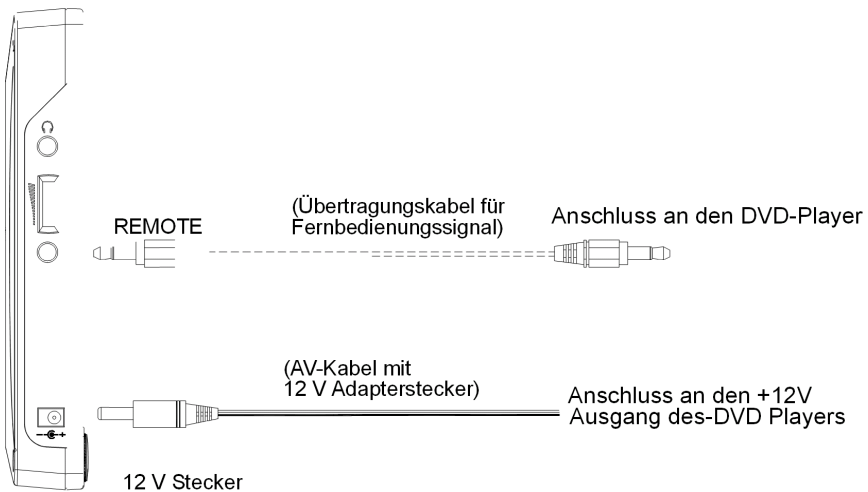 REMOTE
(Übertragungskabel für
Fernbedienungssignal)
Anschluss an den DVD-Player
(AV-Kabel mit
12 V Adapterstecker)
Anschluss an den +12V
Ausgang des-DVD Players
12 V Stecker